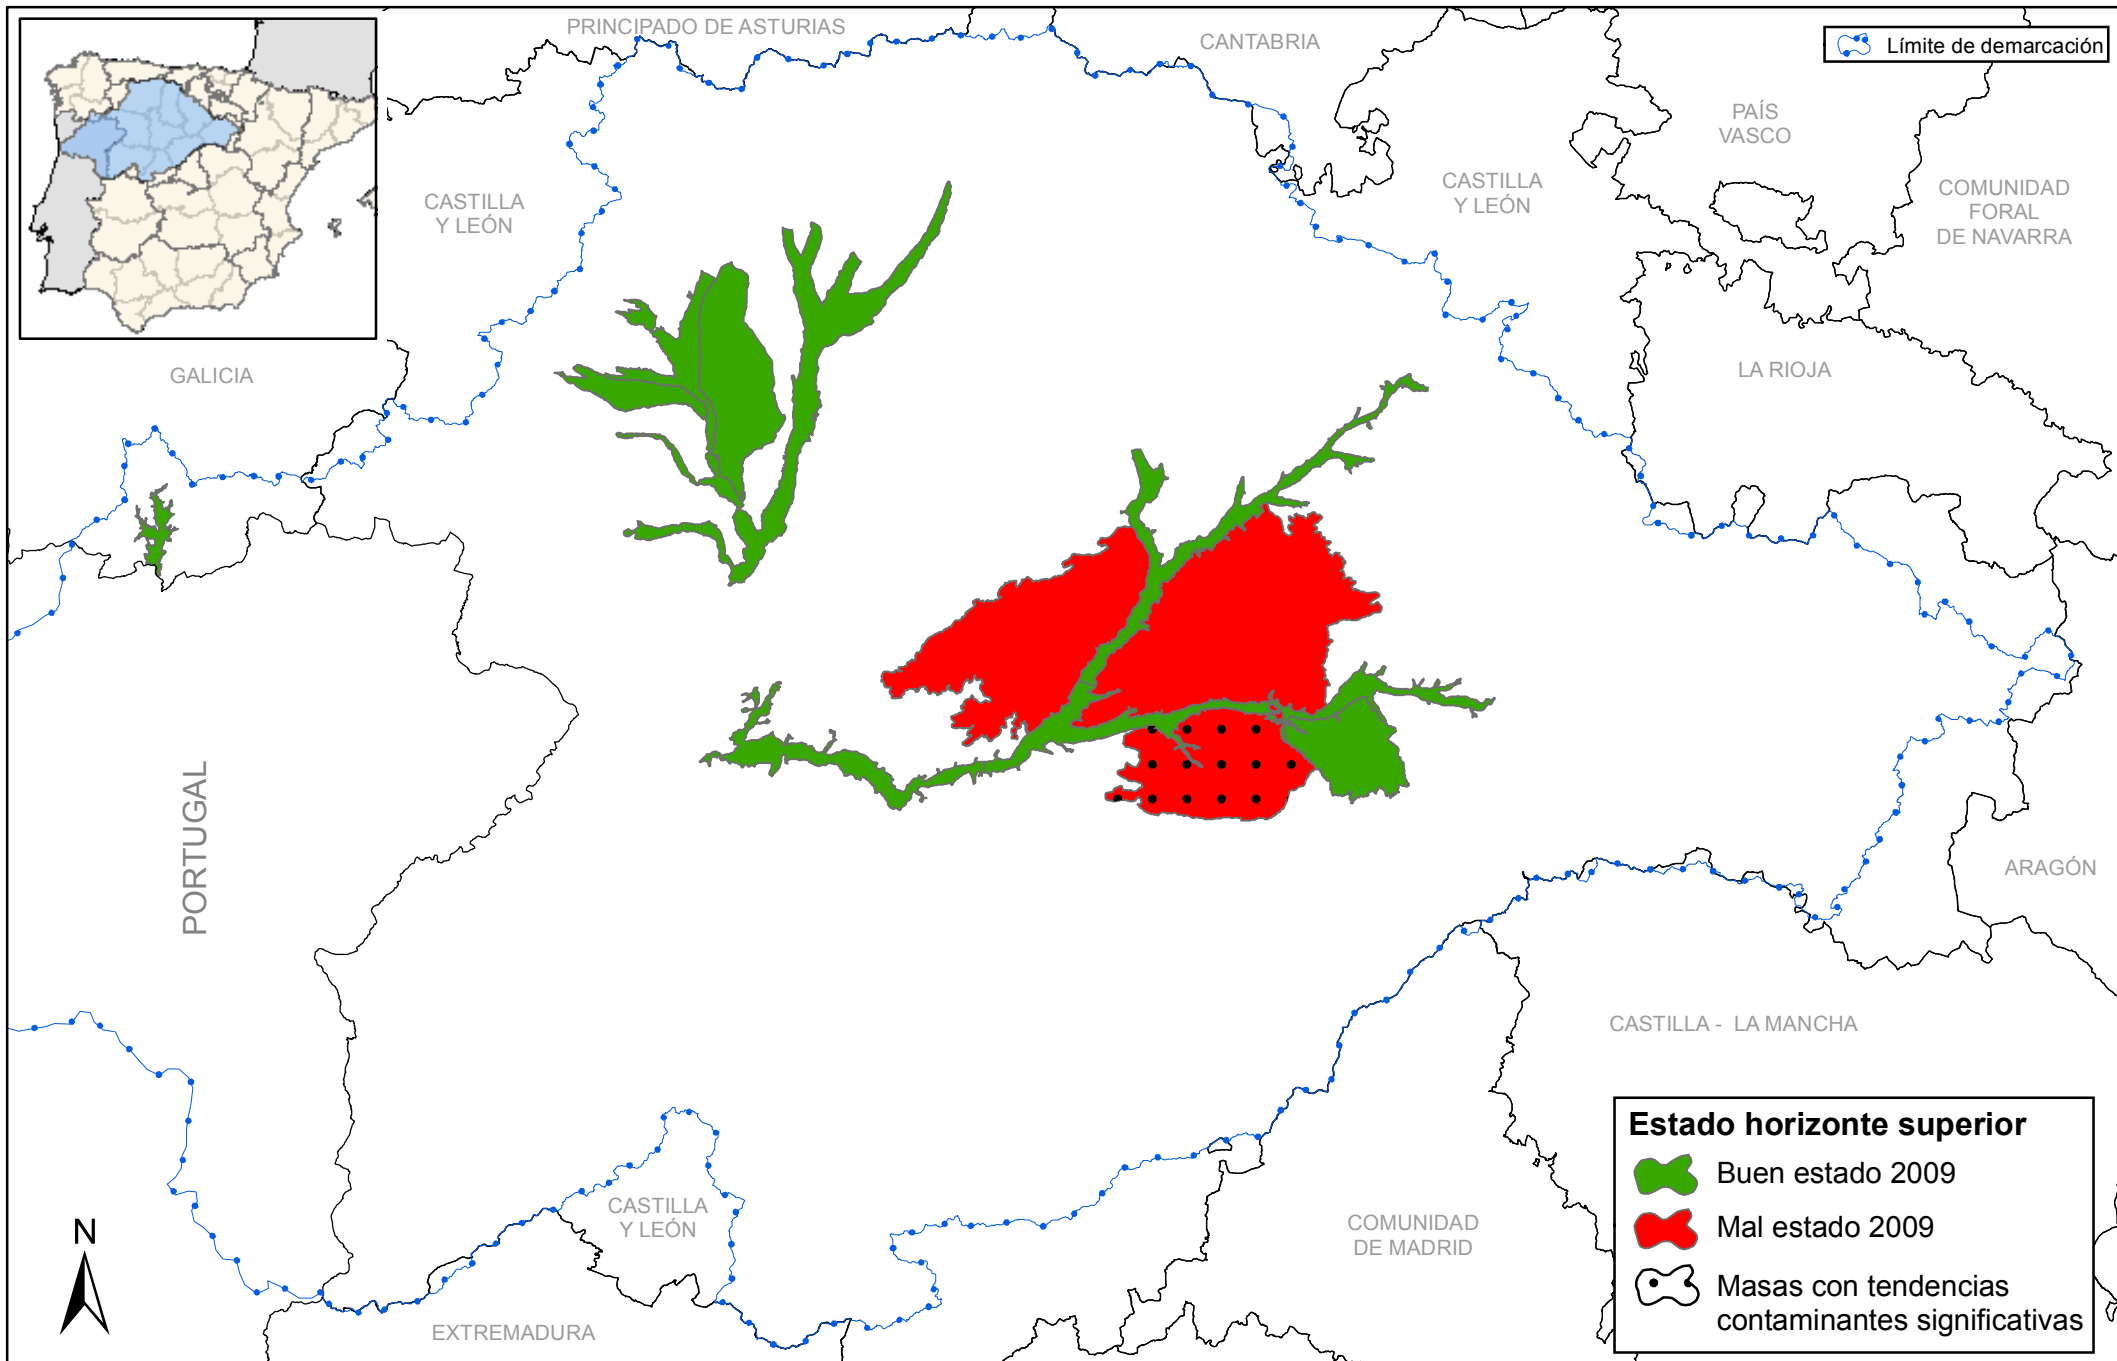 PRINCIPADO DE ASTURIAS
CANTABRIA
Límite de demarcación
PAÍS
VASCO
CASTILLA
Y LEÓN
CASTILLA
Y LEÓN
COMUNIDAD
FORAL
DE NAVARRA
GALICIA
LA RIOJA
PORTUGAL
ARAGÓN
CASTILLA - LA MANCHA
CASTILLA
Y LEÓN
COMUNIDAD
DE MADRID
EXTREMADURA
N
Estado horizonte superior
Buen estado 2009
Mal estado 2009
Masas con tendencias
contaminantes significativas